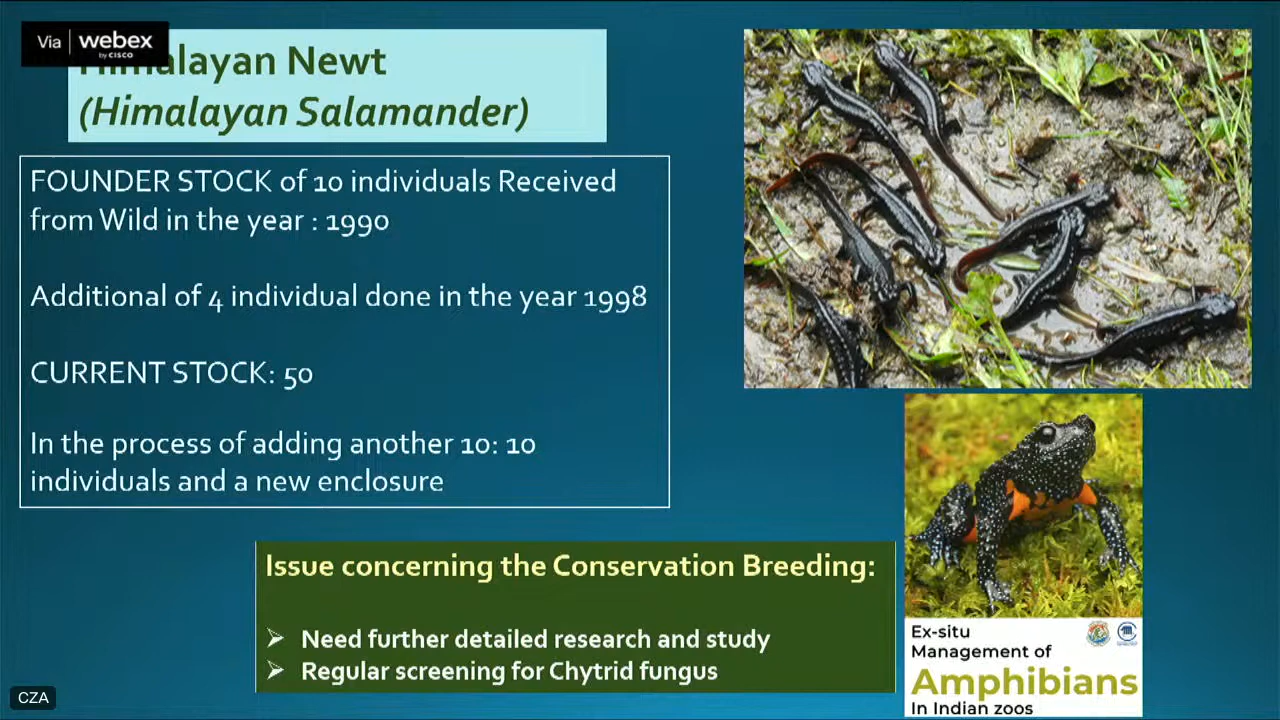 Via webex
by CISCO
Himalayan Newt
(Himalayan Salamander)
FOUNDER STOCK of 10 individuals Received
from Wild in the year : 1990
Additional of 4 individual done in the year 1998
CURRENT STOCK: 50
In the process of adding another 10: 10
individuals and a new enclosure
Issue concerning the Conservation Breeding:
➢ Need further detailed research and study
➢ Regular screening for Chytrid fungus
Ex-situ
Management of
Amphibians
In Indian zoos
CZA